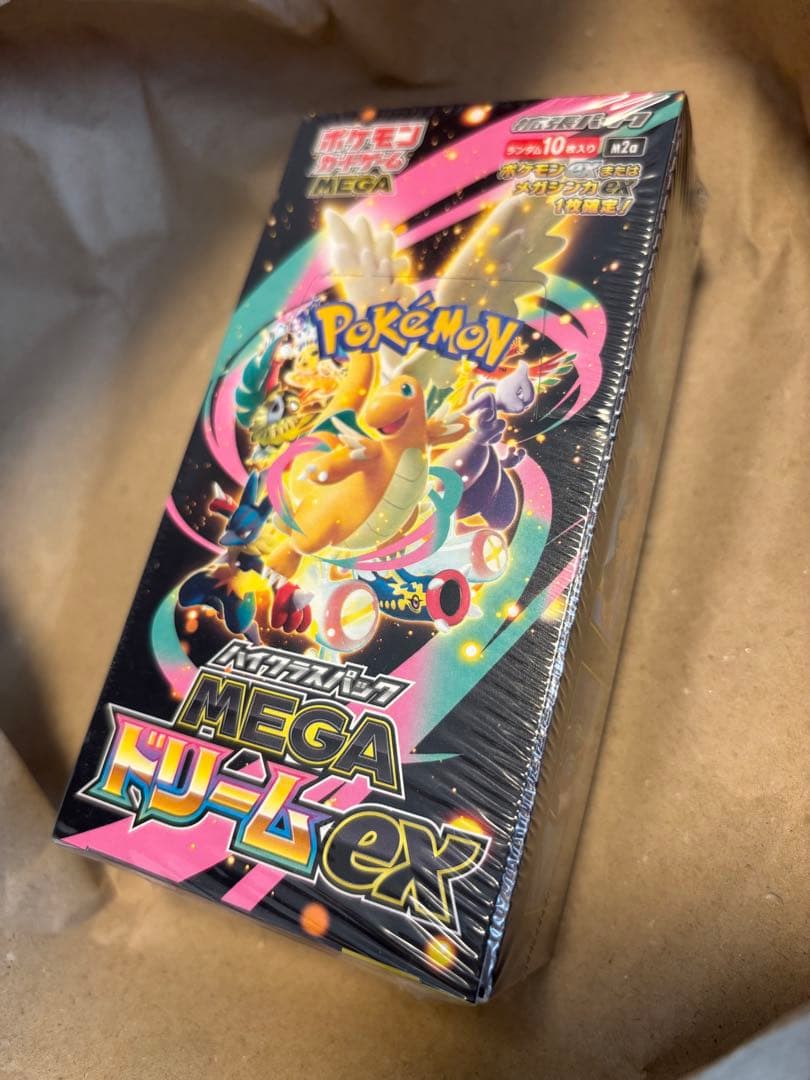 ポケモン
カードゲーム
MEGA
拡張パック
ランダム10枚入り M2a
ポケモンexまたは
メガシンカex
1枚確定!
POKéMON
ハイクラスパック
MEGA
ドリームex